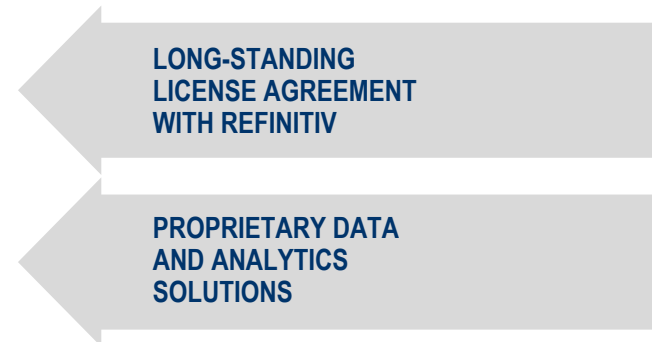 LONG-STANDING
LICENSE AGREEMENT
WITH REFINITIV
PROPRIETARY DATA
AND ANALYTICS
SOLUTIONS